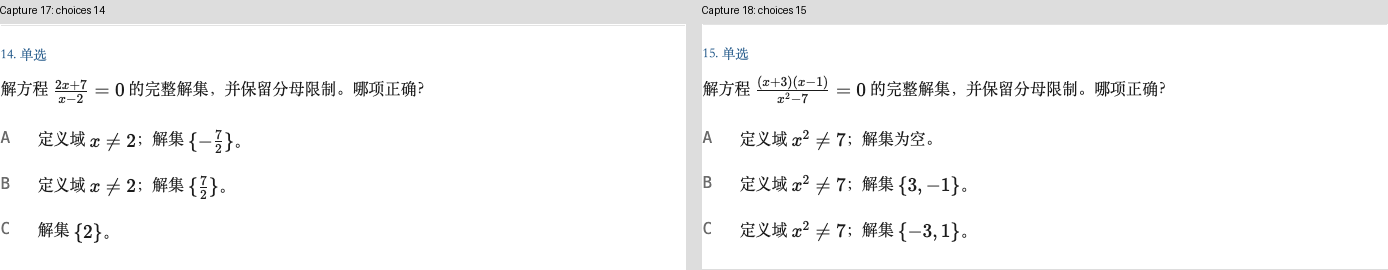 Capture 17: choices 14
14. 单选
解方程 \frac{2x+7}{x-2} = 0 的完整解集，并保留分母限制。哪项正确?
A 定义域 x ≠ 2；解集 {-\frac{7}{2}}。
B 定义域 x ≠ 2；解集 {\frac{7}{2}}。
C 解集 {2}。
Capture 18: choices 15
15. 单选
解方程 \frac{(x+3)(x-1)}{x^2-7} = 0 的完整解集，并保留分母限制。哪项正确?
A 定义域 x^2 ≠ 7；解集为空。
B 定义域 x^2 ≠ 7；解集 {3, -1}。
C 定义域 x^2 ≠ 7；解集 {-3, 1}。